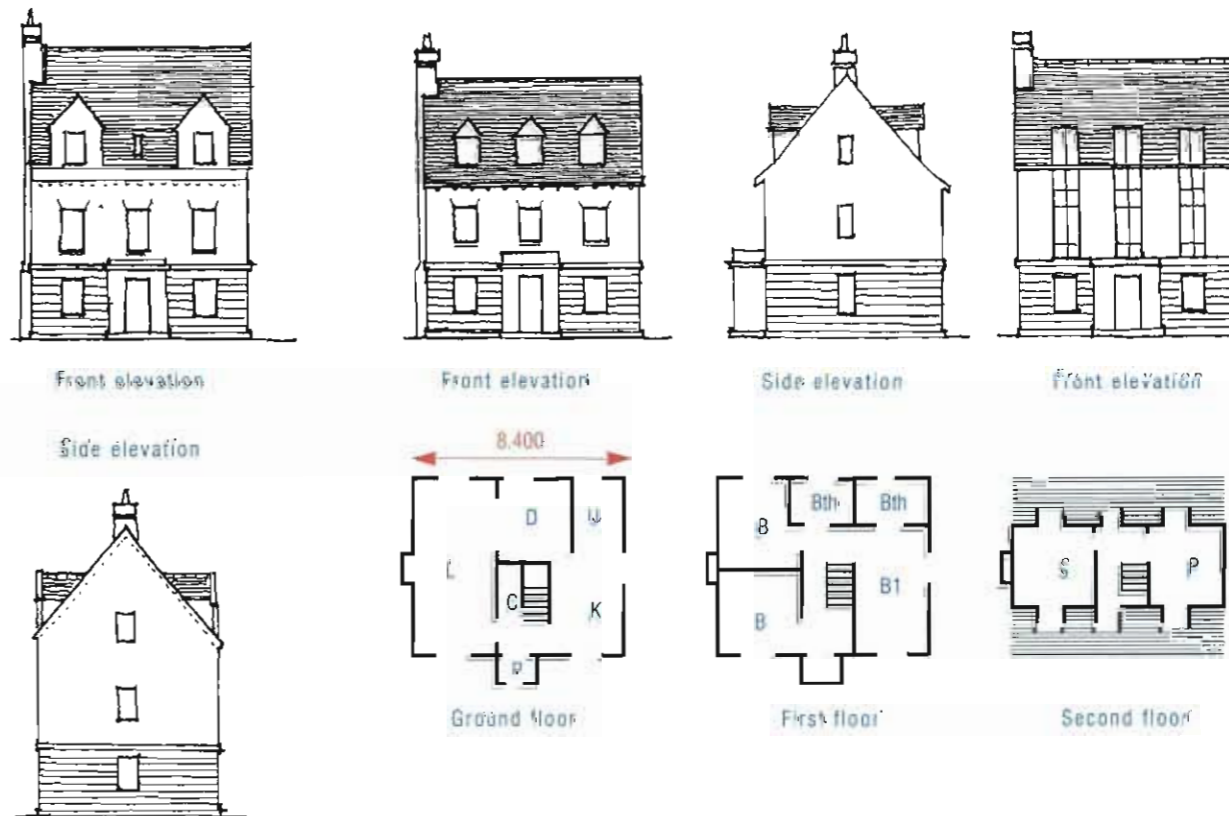 Front elevation
Front elevation
Side elevation
Front elevation
Side elevation
8.400
D
U
L
C
K
P
Ground floor
Bth
Bth
B
B1
B
First floor
S
P
Second floor